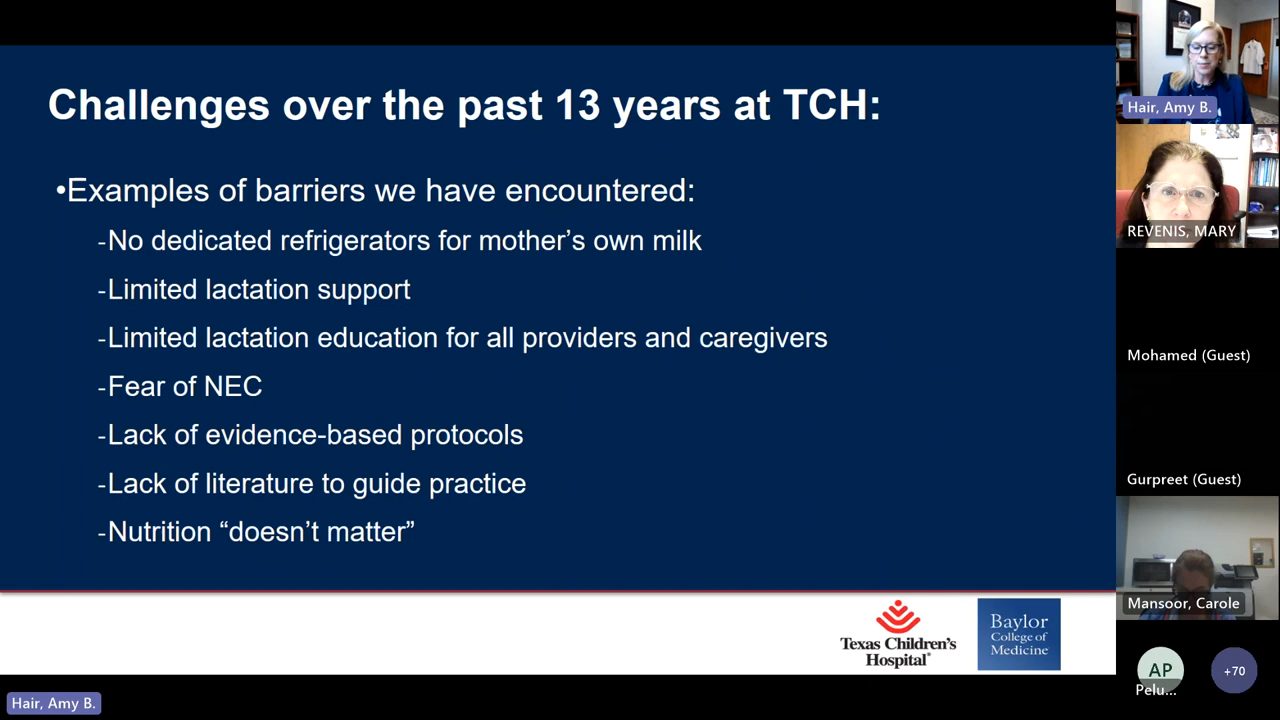 Challenges over the past 13 years at TCH:
•Examples of barriers we have encountered:
-No dedicated refrigerators for mother’s own milk
-Limited lactation support
-Limited lactation education for all providers and caregivers
-Fear of NEC
-Lack of evidence-based protocols
-Lack of literature to guide practice
-Nutrition “doesn’t matter”
Texas Children’s
Hospital®
Baylor
College of
Medicine
Hair, Amy B.
Hair, Amy B.
REVENIS, MARY
Mohamed (Guest)
Gurpreet (Guest)
Mansoor, Carole
AP
Pelu...
+70